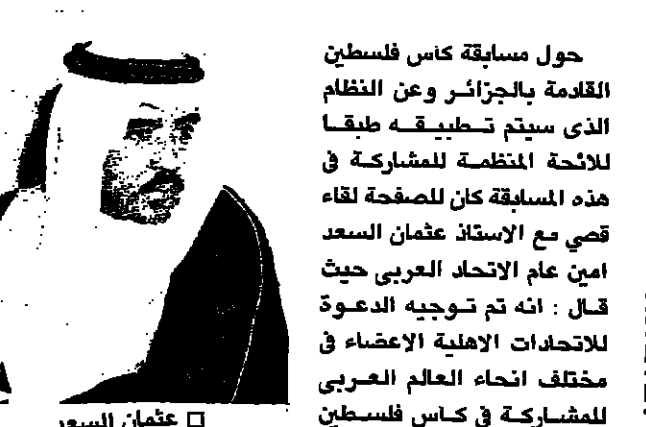 حول مسابقة كأس فلسطين
القادمة بالجزائر وعن النظام
الذى سيتم تطبيقه طبقا
للائحة المنظمة للمشاركة فى
هذه المسابقة كان للصفحة لقاء
قصي مع الاستاذ عثمان السعد
امين عام الاتحاد العربى حيث
قال : انه تم توجيه الدعوة
للاتحادات الاهلية الاعضاء فى
مختلف انحاء العالم العربى
للمشاركة فى كأس فلسطين
□ عثمان السعد